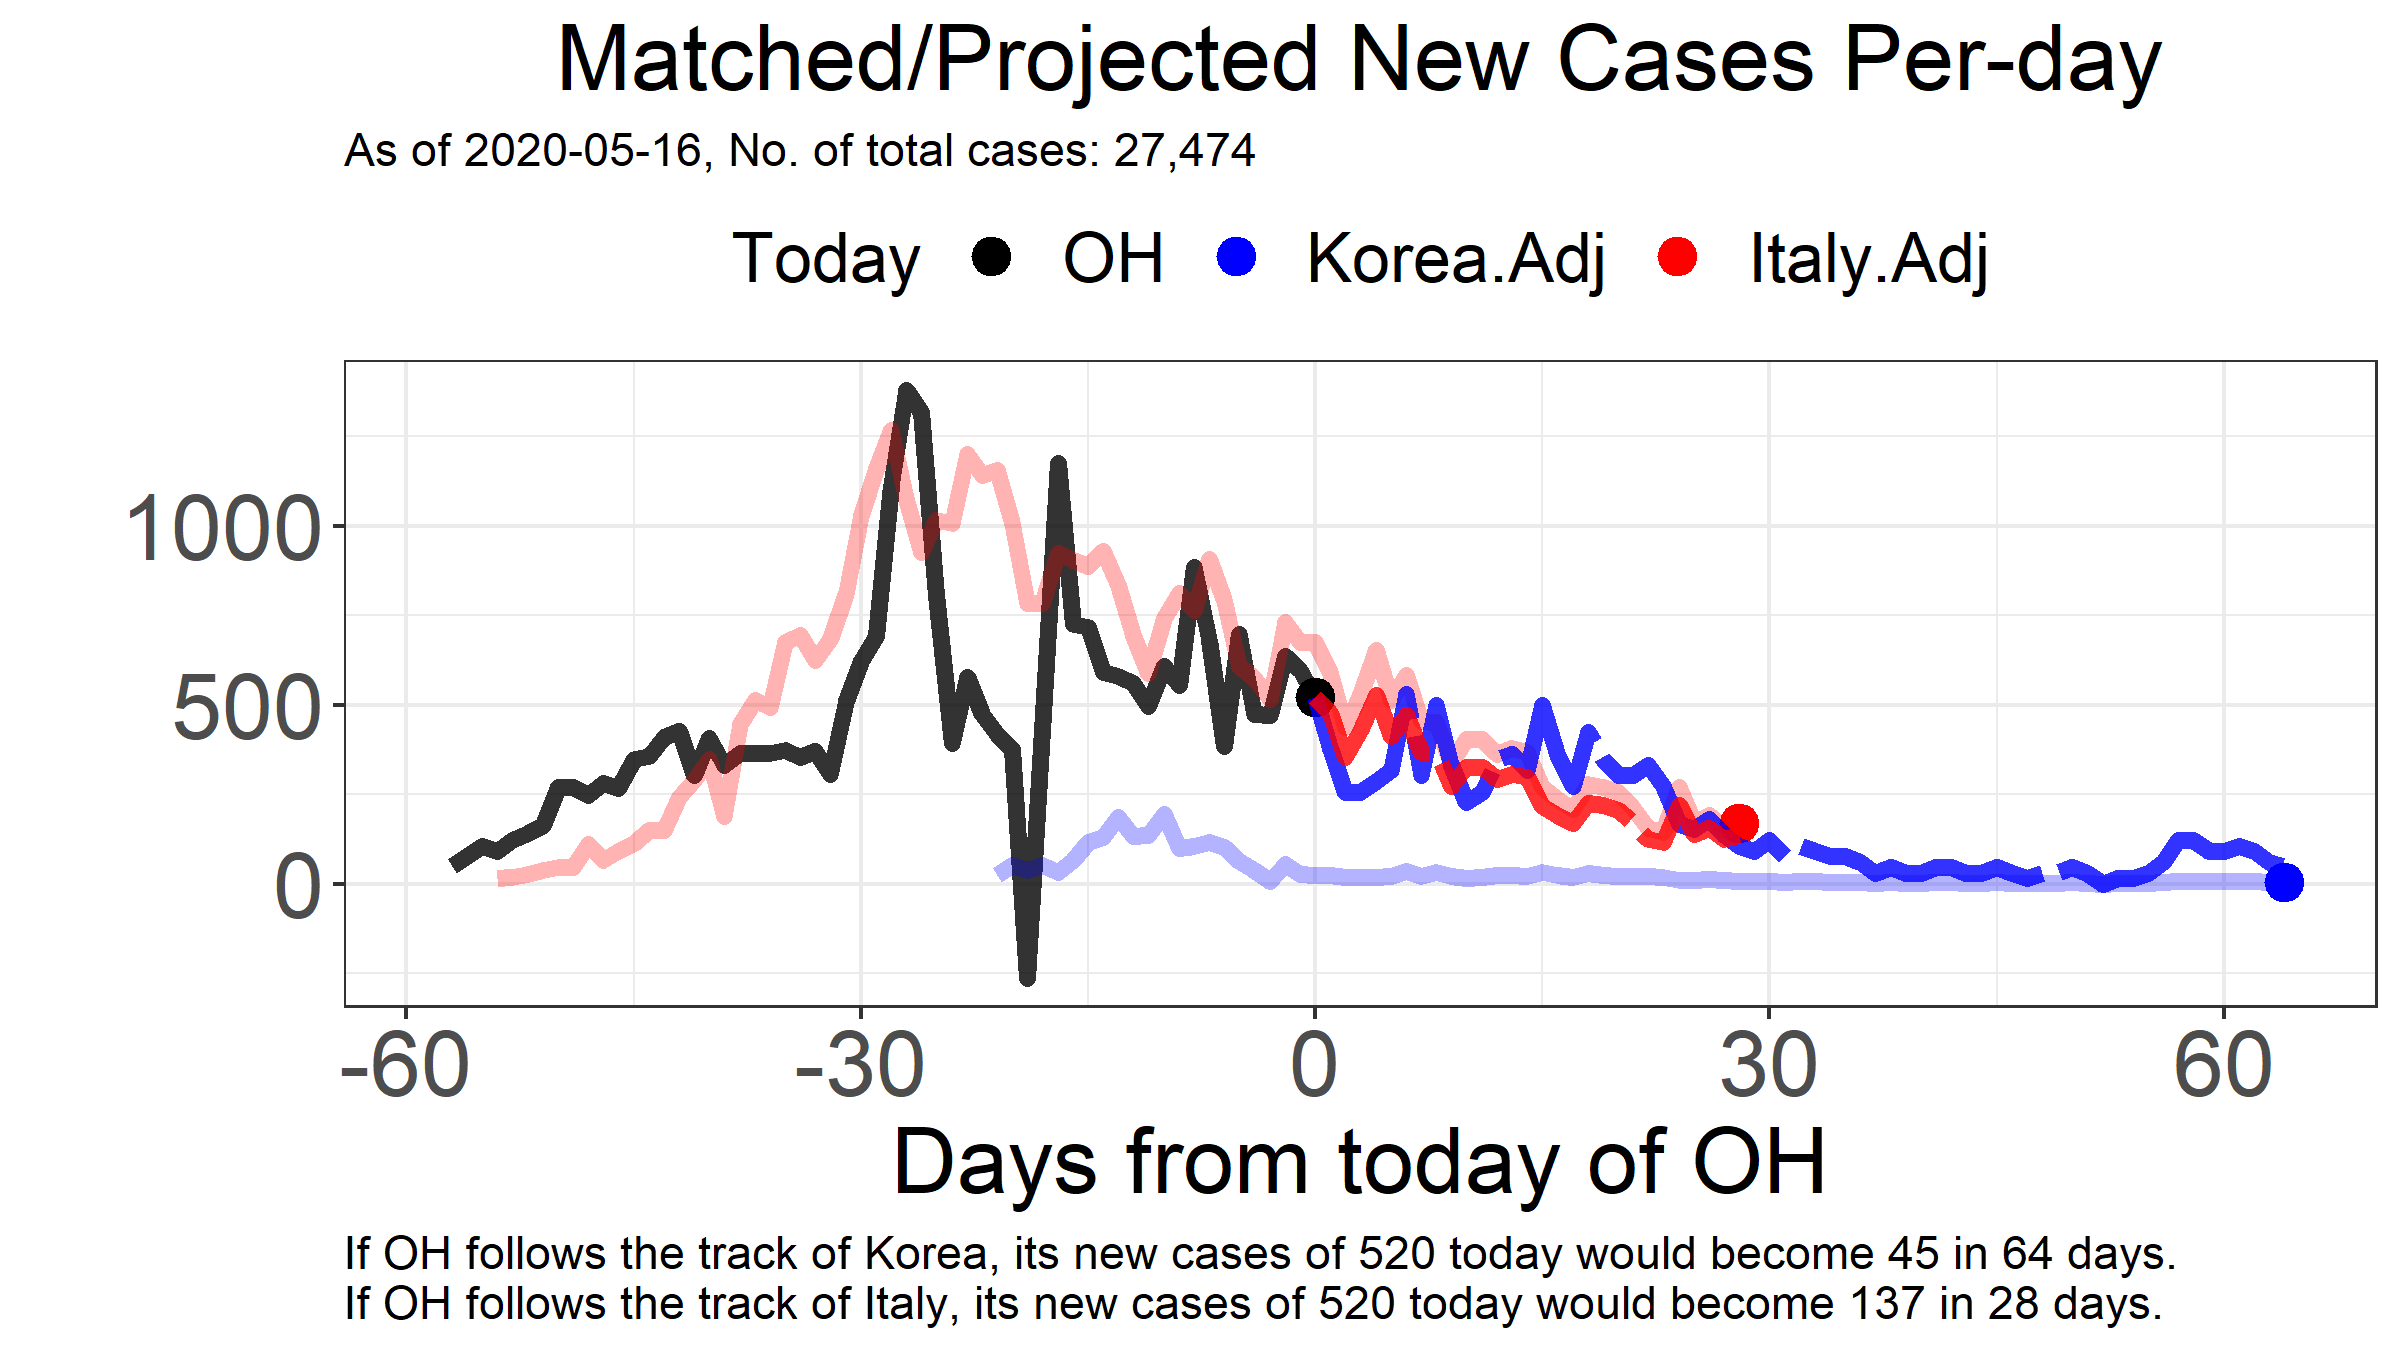 Matched/Projected New Cases Per-day
As of 2020-05-16, No. of total cases: 27,474
Today OH Korea.Adj Italy.Adj
1000
500
0
-60 -30 0 30 60
Days from today of OH
If OH follows the track of Korea, its new cases of 520 today would become 45 in 64 days.
If OH follows the track of Italy, its new cases of 520 today would become 137 in 28 days.